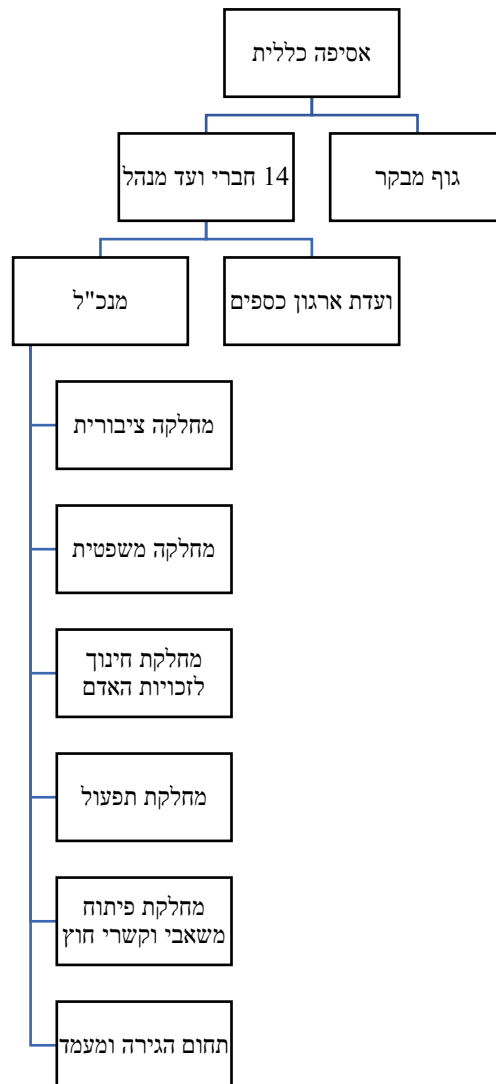 אסיפה כללית
גוף מבקר
14 חברי ועד מנהל
ועדת ארגון כספים
מנכ"ל
מחלקה ציבורית
מחלקה משפטית
מחלקת חינוך
לזכויות האדם
מחלקת תפעול
מחלקת פיתוח
משאבי וקשרי חוץ
תחום הגירה ומעמד